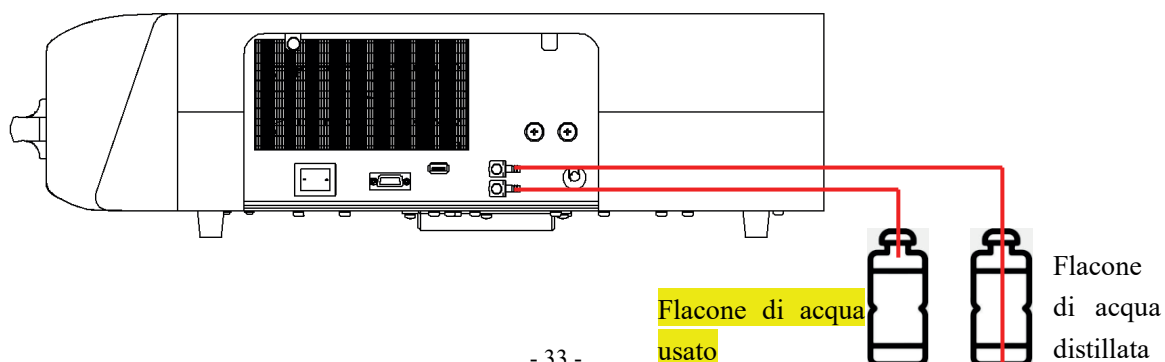 Flacone
di acqua
distillata
Flacone di acqua
usato
- 33 -